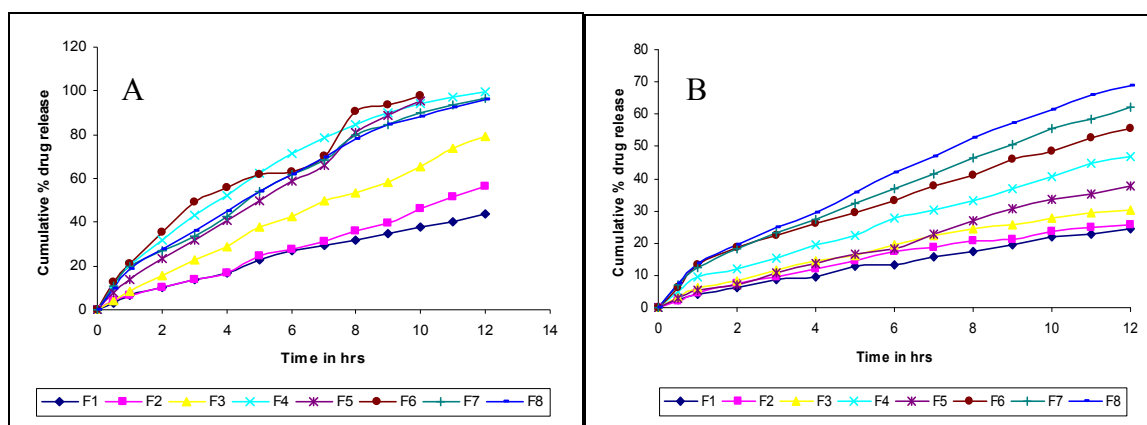 A
Cumulative % drug release
120
100
80
60
40
20
0
0 2 4 6 8 10 12 14
Time in hrs
F1 F2 F3 F4 F5 F6 F7 F8
B
Cumulative % drug release
80
70
60
50
40
30
20
10
0
0 2 4 6 8 10 12
Time in hrs
F1 F2 F3 F4 F5 F6 F7 F8